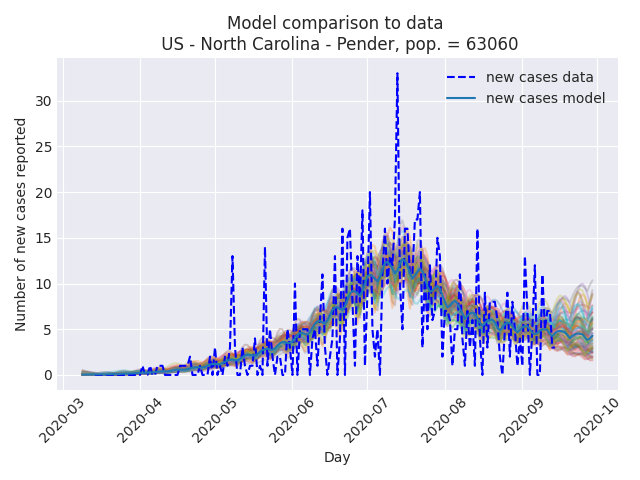 Model comparison to data
US - North Carolina - Pender, pop. = 63060
new cases data
new cases model
Number of new cases reported
30
25
20
15
10
5
0
2020-03
2020-04
2020-05
2020-06
2020-07
2020-08
2020-09
2020-10
Day